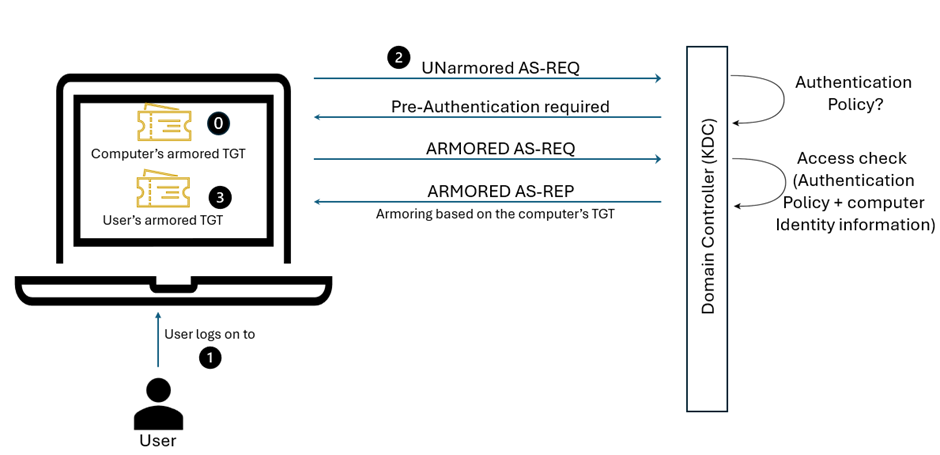 2
UNarmored AS-REQ
Pre-Authentication required
ARMORED AS-REQ
ARMORED AS-REP
Armoring based on the computer's TGT
0
Computer's armored TGT
3
User's armored TGT
User logs on to
1
User
Domain Controller (KDC)
Authentication
Policy?
Access check
(Authentication
Policy + computer
Identity information)